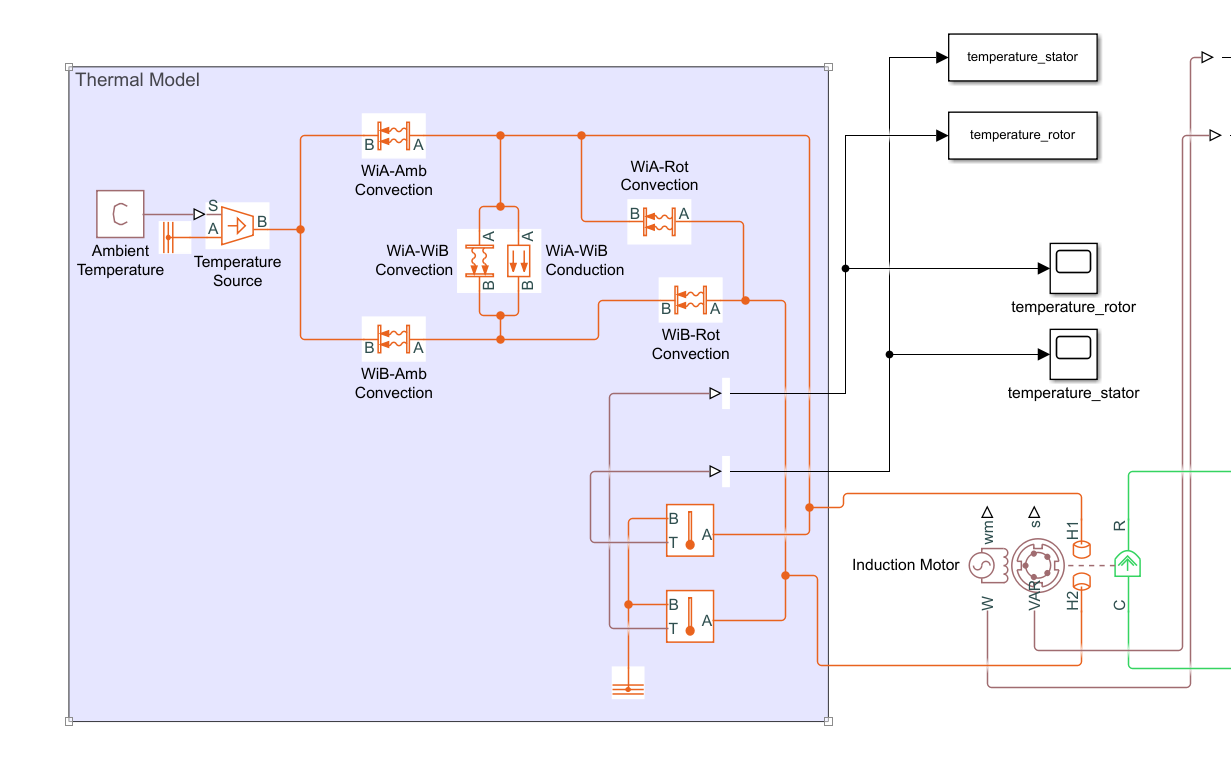 temperature_stator
Thermal Model
temperature_rotor
B
A
WiA-Amb
Convection
WiA-Rot
Convection
B
A
C
S
A
B
Ambient
Temperature
Temperature
Source
WiA-WiB
Convection
A
A
B
B
WiA-WiB
Conduction
temperature_rotor
B
A
WiB-Rot
Convection
B
A
WiB-Amb
Convection
temperature_stator
B
T
A
B
T
A
Induction Motor
wm
s
H1
R
W
VAR
H2
C